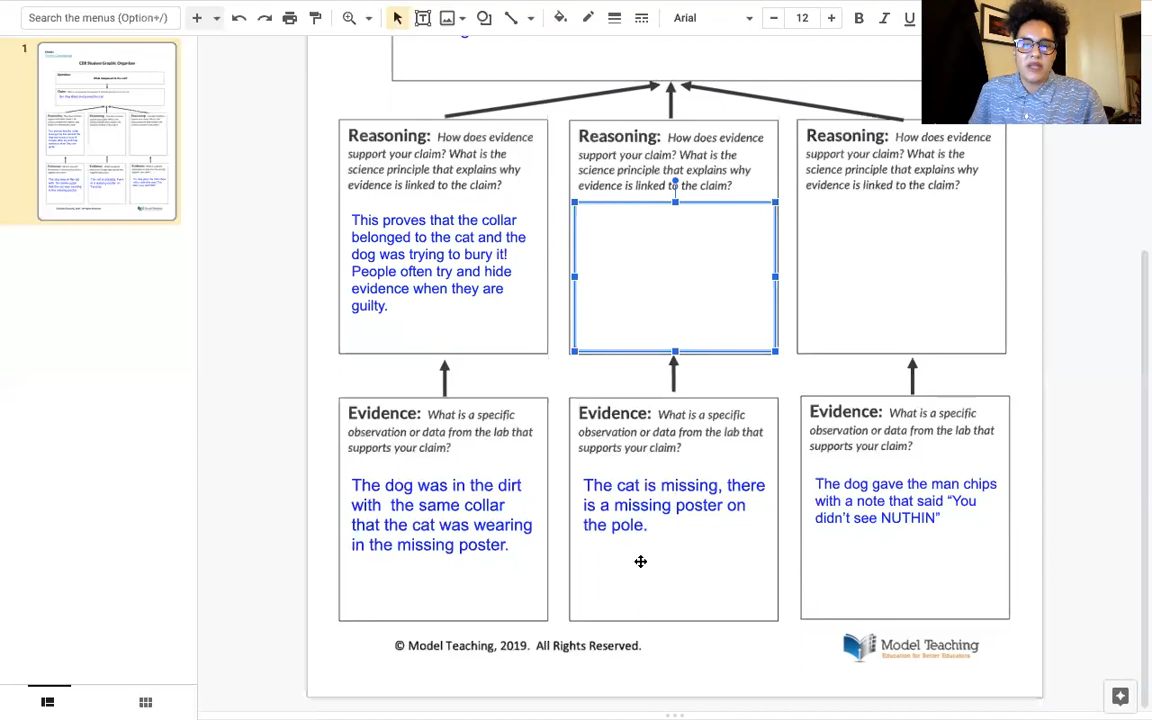 Search the menus (Option+/)
Arial
12
B
I
U
1
Reasoning: How does evidence
support your claim? What is the
science principle that explains why
evidence is linked to the claim?
This proves that the collar
belonged to the cat and the
dog was trying to bury it!
People often try and hide
evidence when they are
guilty.
Reasoning: How does evidence
support your claim? What is the
science principle that explains why
evidence is linked to the claim?
Reasoning: How does evidence
support your claim? What is the
science principle that explains why
evidence is linked to the claim?
Evidence: What is a specific
observation or data from the lab that
supports your claim?
The dog was in the dirt
with the same collar
that the cat was wearing
in the missing poster.
Evidence: What is a specific
observation or data from the lab that
supports your claim?
The cat is missing, there
is a missing poster on
the pole.
Evidence: What is a specific
observation or data from the lab that
supports your claim?
The dog gave the man chips
with a note that said “You
didn’t see NUTHIN”
© Model Teaching, 2019. All Rights Reserved.
Model Teaching
Education for Better Educators